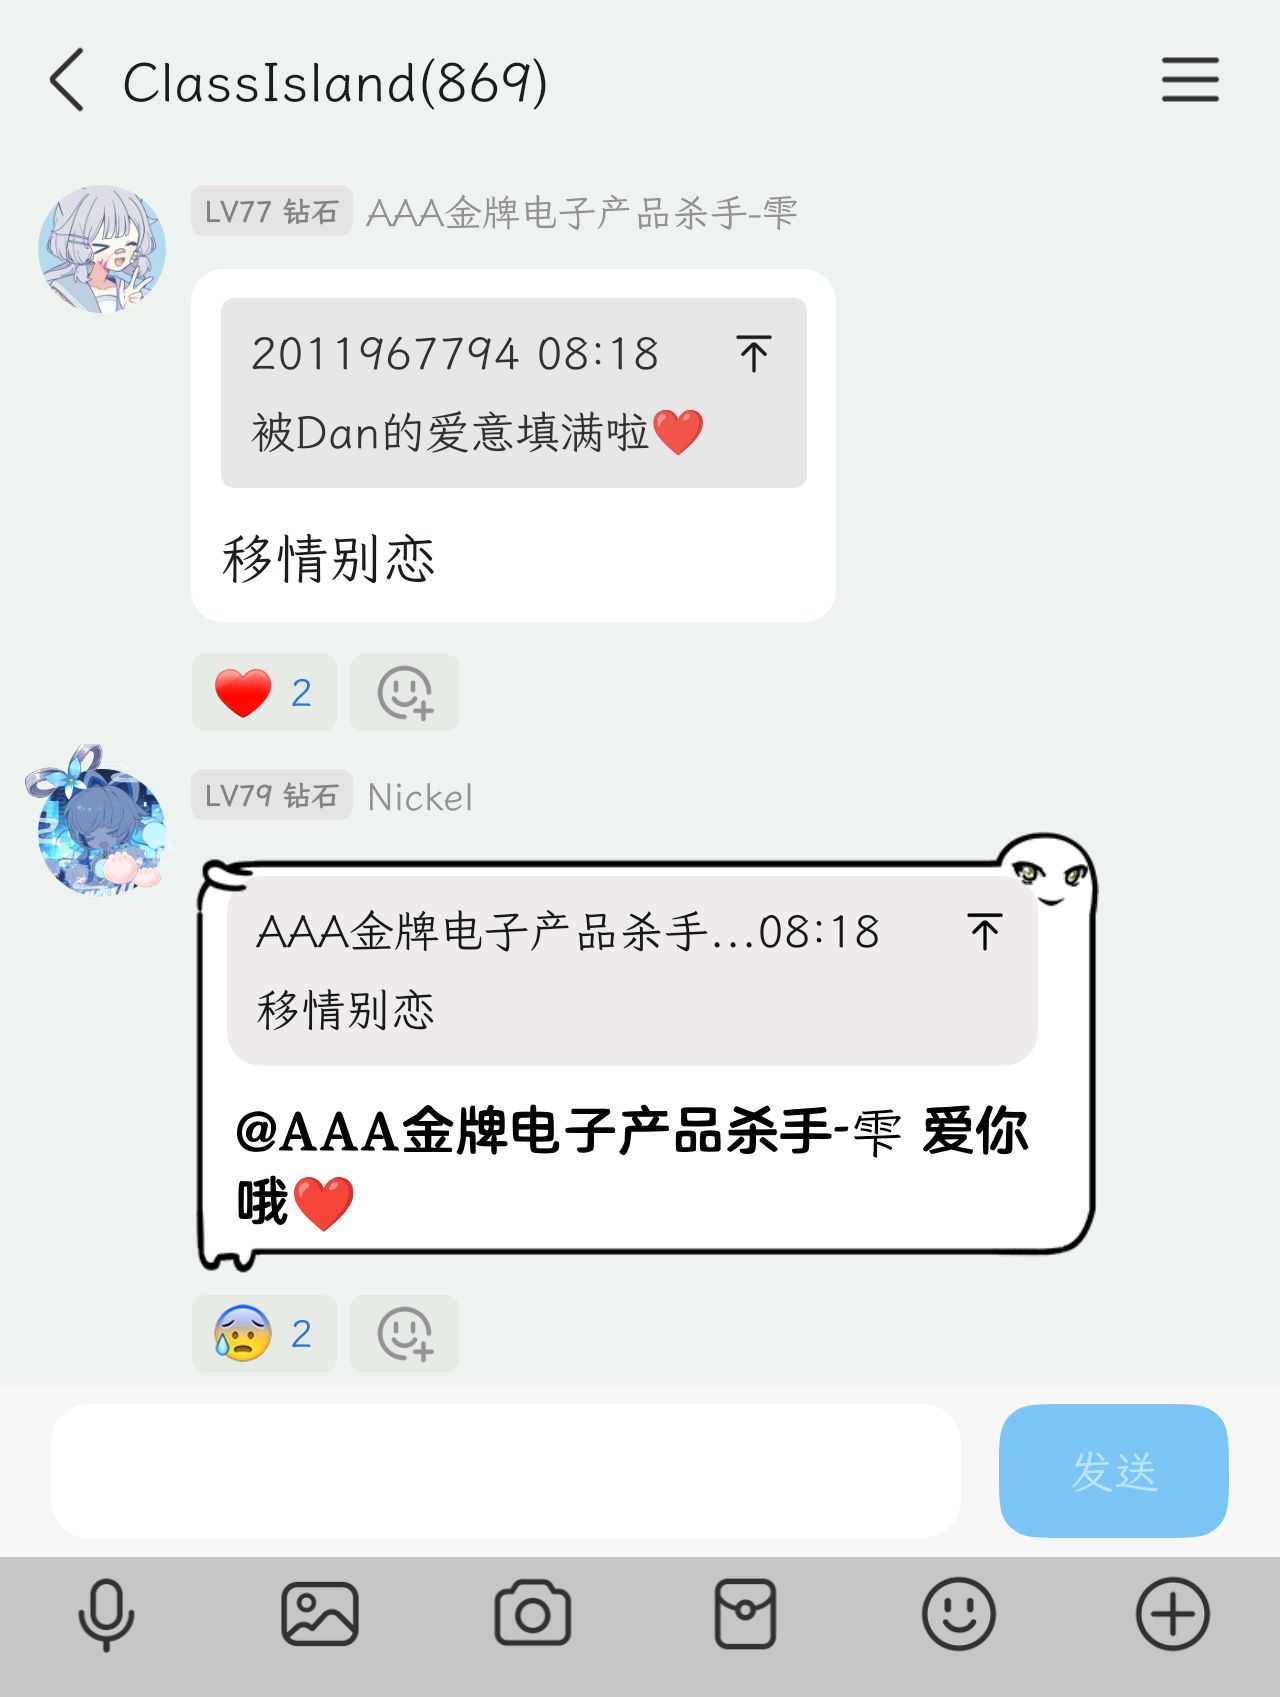 ClassIsland(869)
LV77 钻石 AAA金牌电子产品杀手-雫
2011967794 08:18
被Dan的爱意填满啦❤️
移情别恋
❤️ 2
LV79 钻石 Nickel
AAA金牌电子产品杀手...08:18
移情别恋
@AAA金牌电子产品杀手-雫 爱你
哦❤️
😰 2
发送